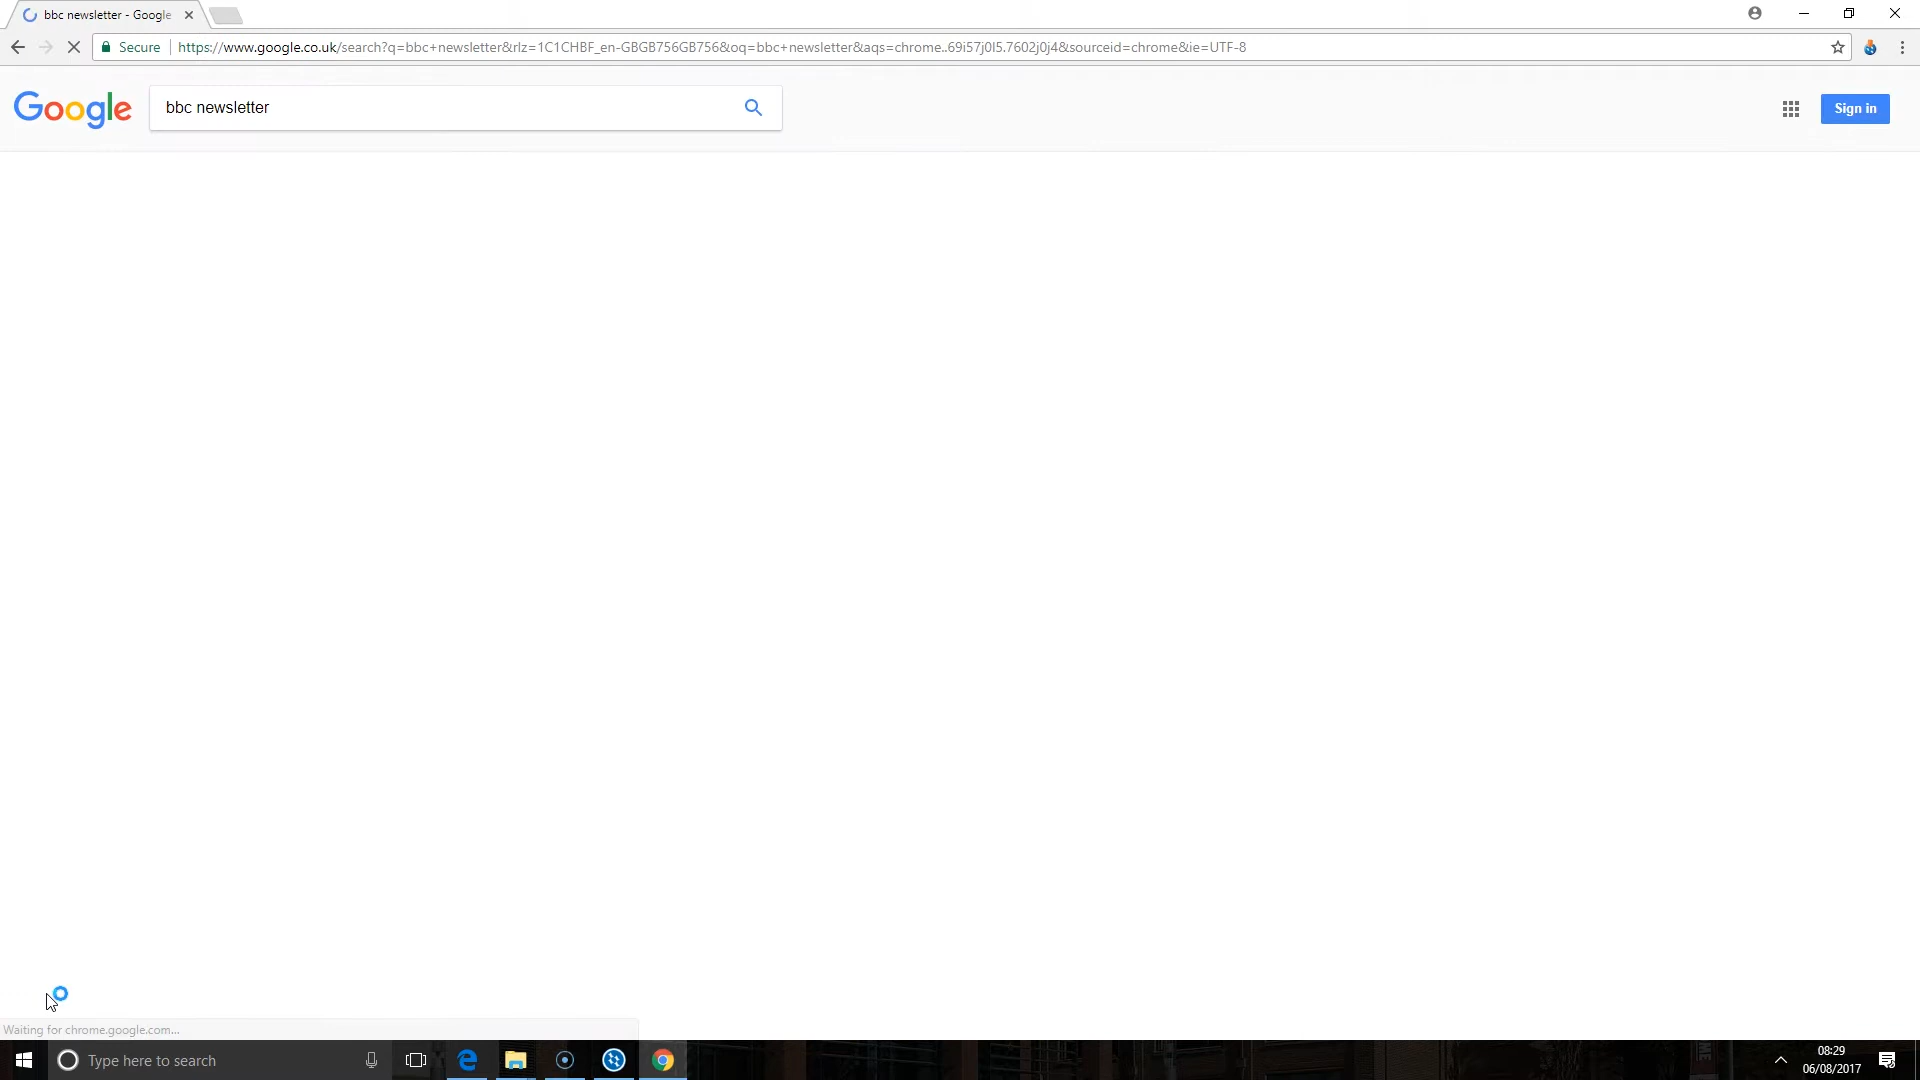 bbc newsletter - Google
Secure
https://www.google.co.uk/search?q=bbc+newsletter&rlz=1C1CHBF_en-GBGB756GB756&oq=bbc+newsletter&aqs=chrome..69i57j0l5.7602j0j4&sourceid=chrome&ie=UTF-8
Google
bbc newsletter
Sign in
Waiting for chrome.google.com...
Type here to search
08:29
06/08/2017